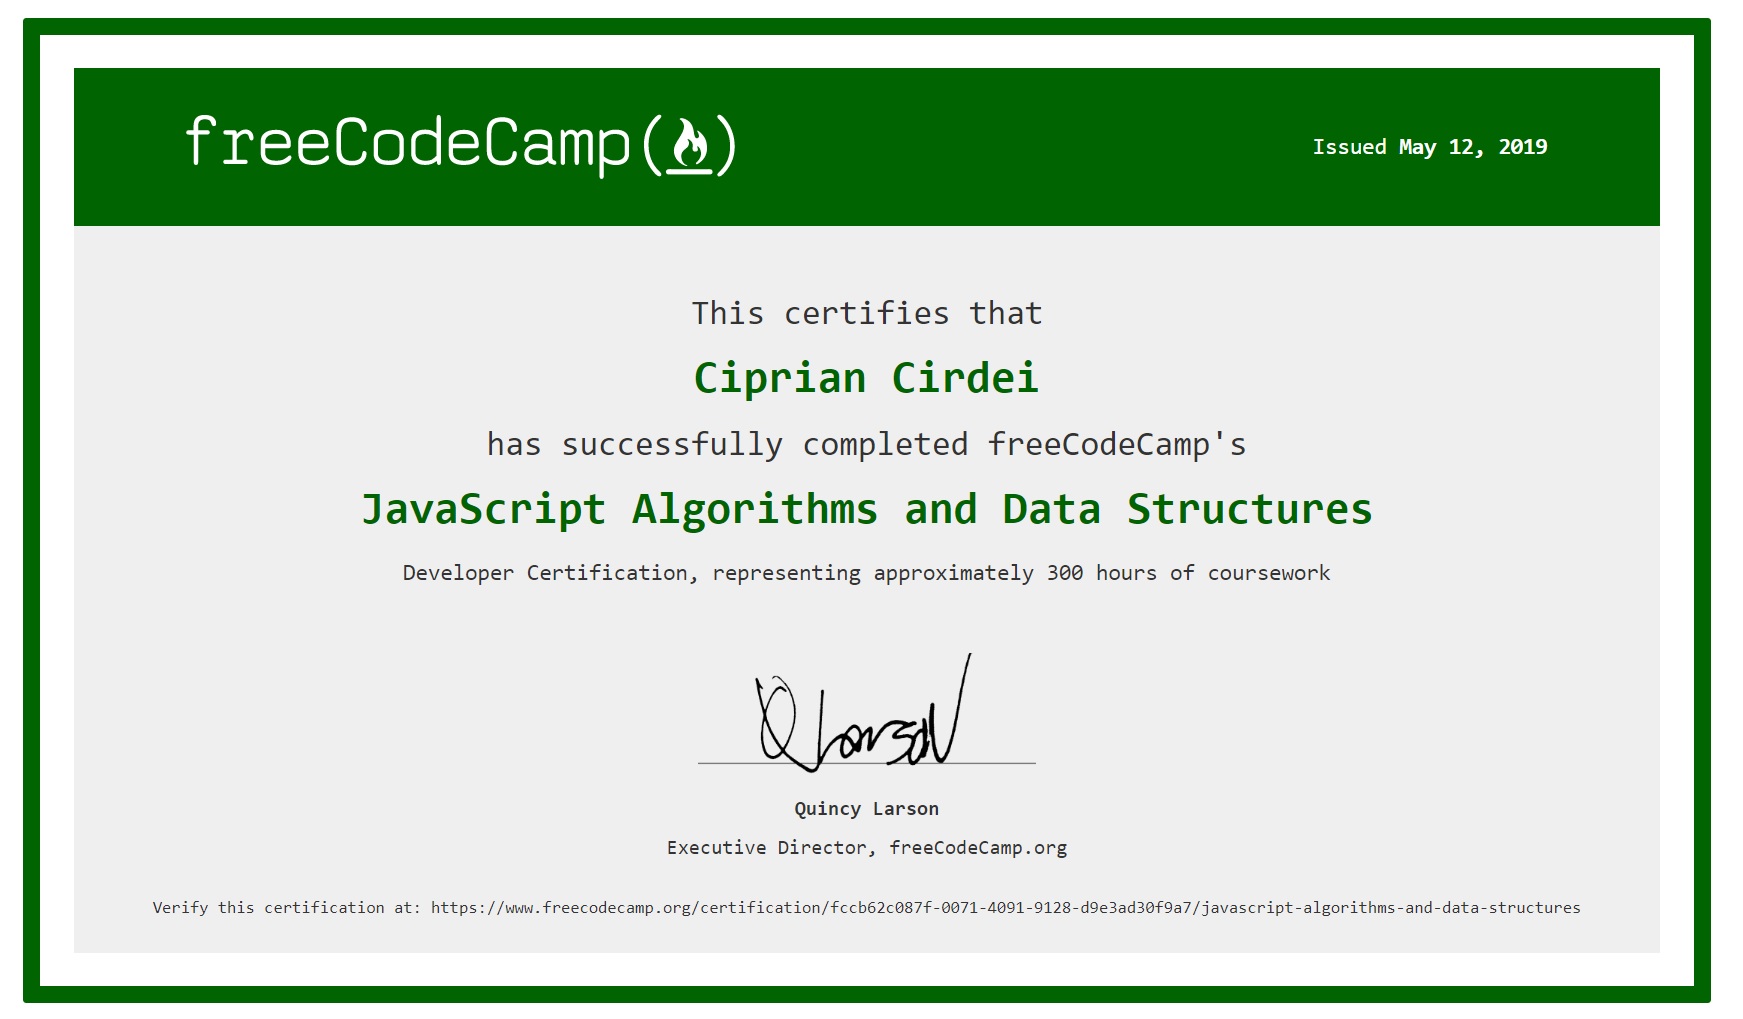 freeCodeCamp(🔥)
Issued May 12, 2019
This certifies that
Ciprian Cirdei
has successfully completed freeCodeCamp's
JavaScript Algorithms and Data Structures
Developer Certification, representing approximately 300 hours of coursework
Q Larson
Quincy Larson
Executive Director, freeCodeCamp.org
Verify this certification at: https://www.freecodecamp.org/certification/fccb62c087f-0071-4091-9128-d9e3ad30f9a7/javascript-algorithms-and-data-structures